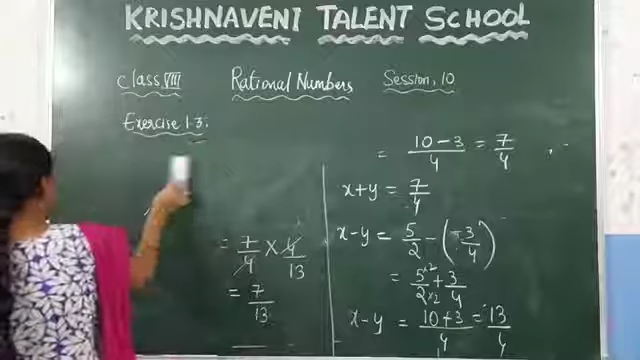 KRISHNAVENI TALENT SCHOOL
Class VIII Rational Numbers Session, 10
Exercise 1.3:
= 7/4 × 4/13
= 7/13
= 10-3/4 = 7/4
x+y = 7/4
x-y = 5/2 - (-3/4)
= 5×2/2×2 + 3/4
x-y = 10+3/4 = 13/4